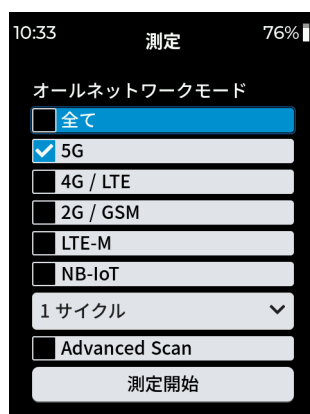 10:33
測定
76%
オールネットワークモード
全て
5G
4G / LTE
2G / GSM
LTE-M
NB-IoT
1 サイクル
Advanced Scan
測定開始